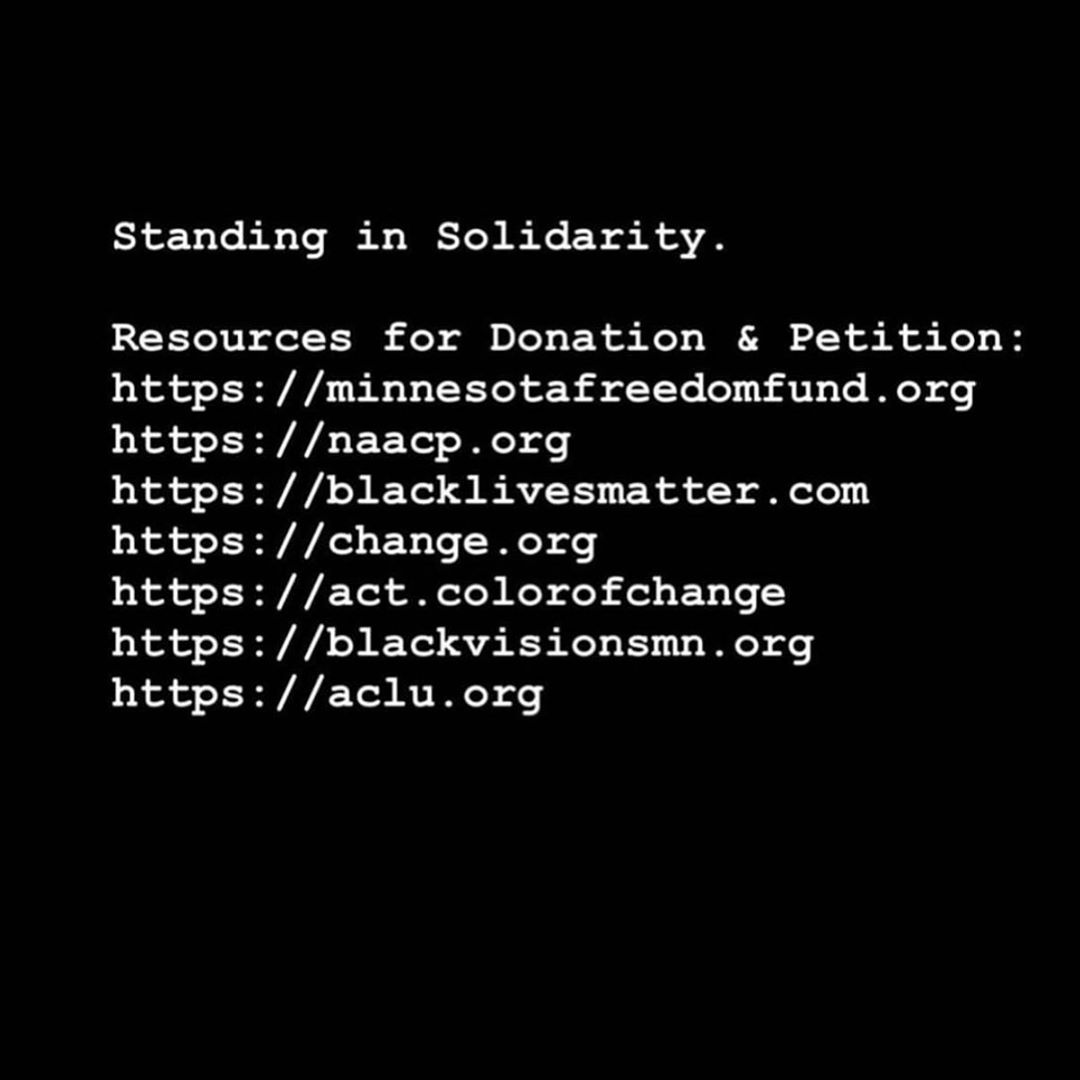 Standing in Solidarity.
Resources for Donation & Petition:
https://minnesotafreedomfund.org
https://naacp.org
https://blacklivesmatter.com
https://change.org
https://act.colorofchange
https://blackvisionsmn.org
https://aclu.org